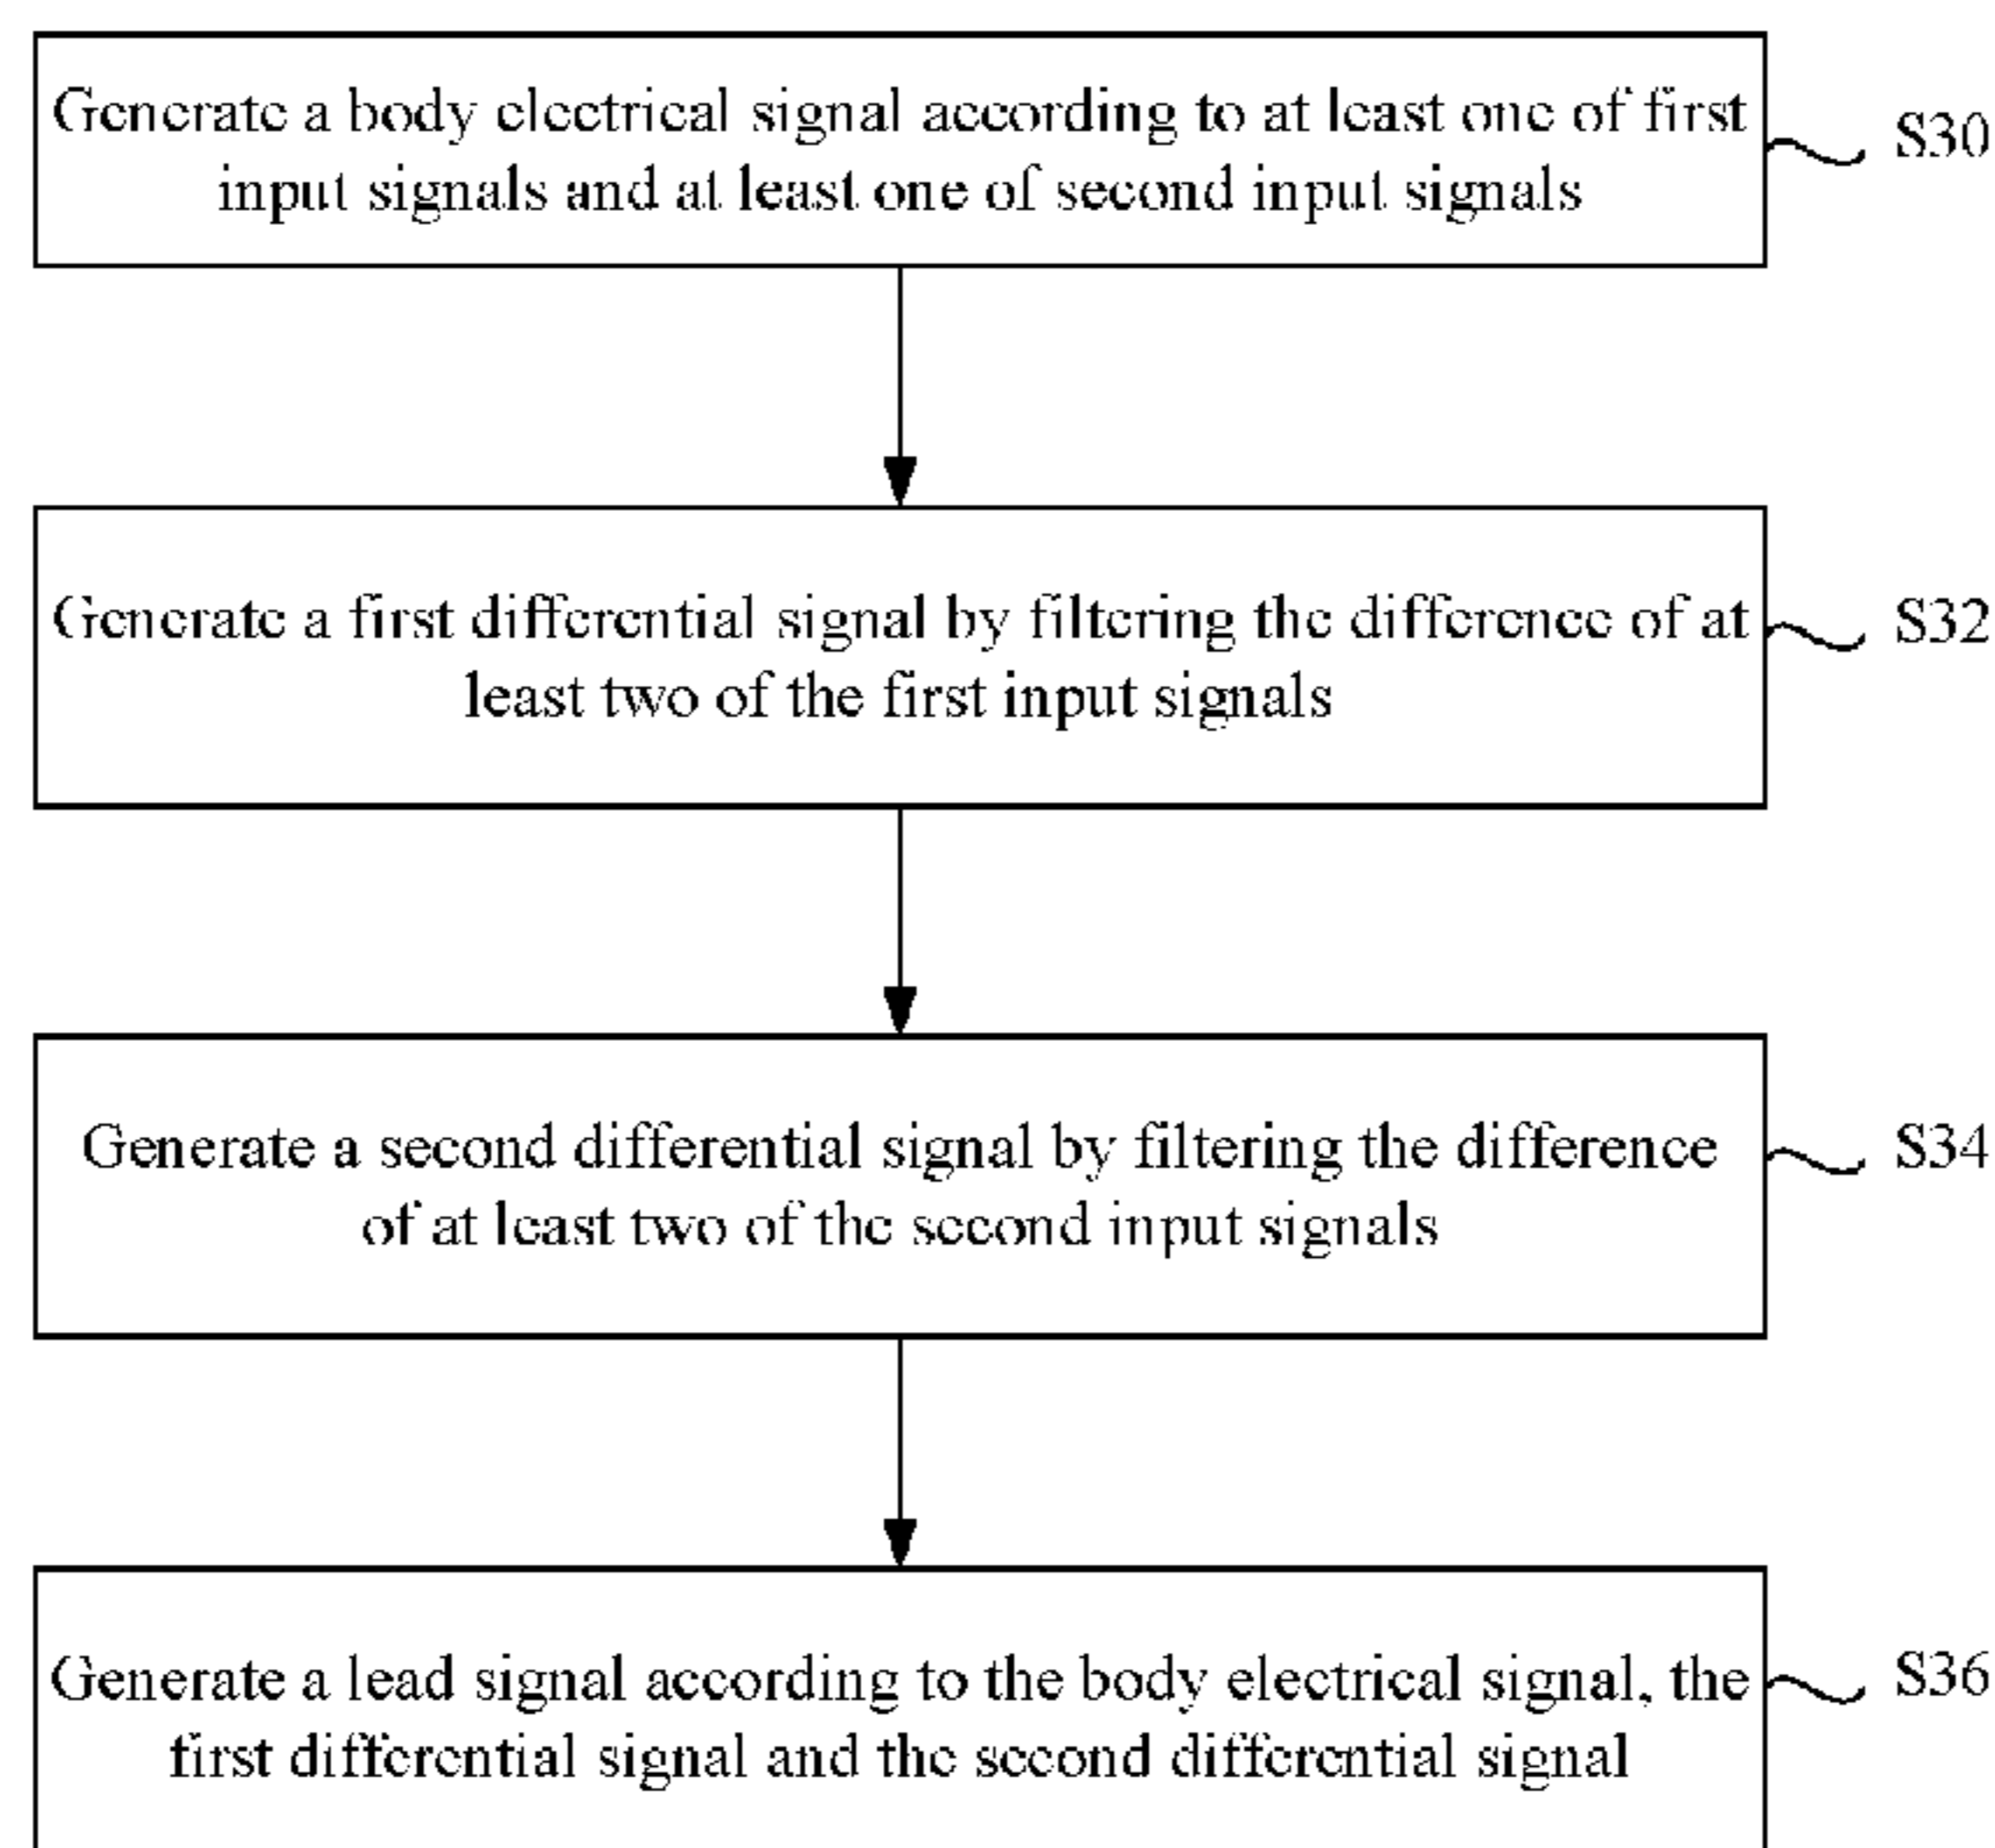 Generate a body electrical signal according to at least one of first
input signals and at least one of second input signals
S30
Generate a first differential signal by filtering the difference of at
least two of the first input signals
S32
Generate a second differential signal by filtering the difference
of at least two of the second input signals
S34
Generate a lead signal according to the body electrical signal, the
first differential signal and the second differential signal
S36